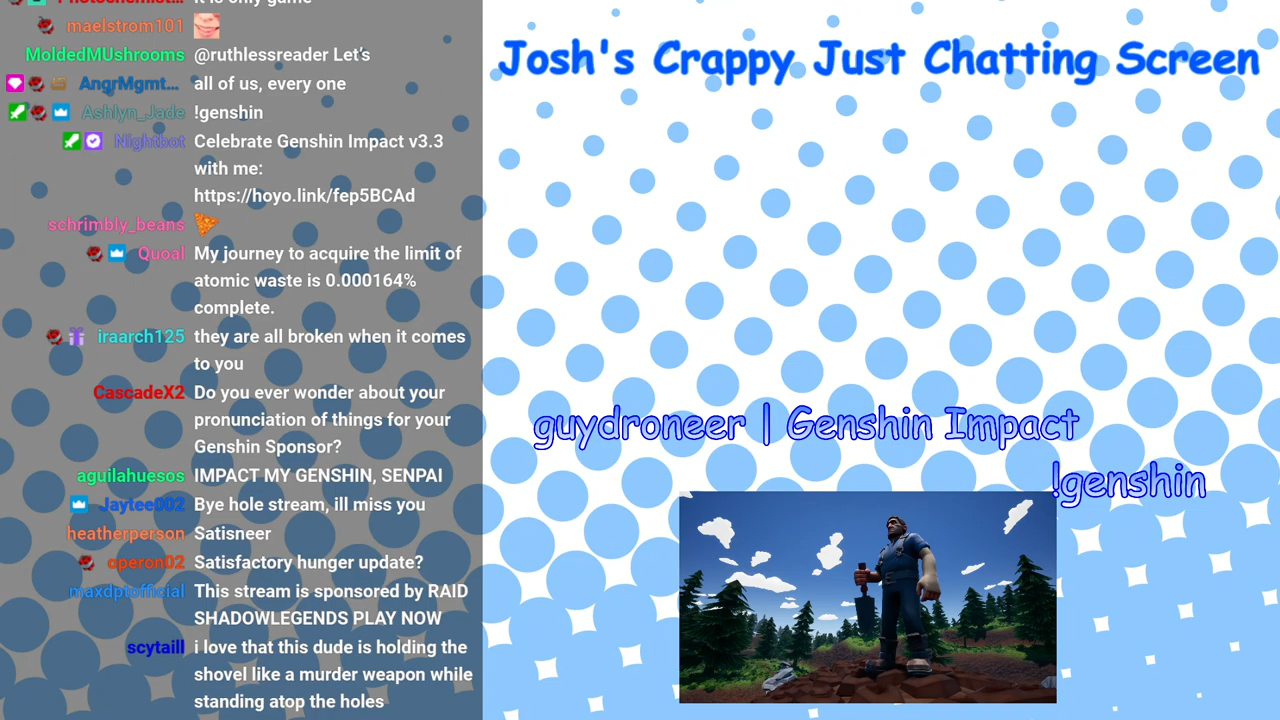 it is only game
maelstrom101
MoldedMUshrooms @ruthlessreader Let's
AngrMgmt... all of us, every one
Ashlyn_Jade !genshin
Nightbot Celebrate Genshin Impact v3.3
with me:
https://hoyo.link/fep5BCAd
schrimbly_beans
Quoal My journey to acquire the limit of
atomic waste is 0.000164%
complete.
iraarch125 they are all broken when it comes
to you
CascadeX2 Do you ever wonder about your
pronunciation of things for your
Genshin Sponsor?
aguilahuesos IMPACT MY GENSHIN, SENPAI
Jaytee002 Bye hole stream, ill miss you
heatherperson Satisneer
operon02 Satisfactory hunger update?
maxdptofficial This stream is sponsored by RAID
SHADOWLEGENDS PLAY NOW
scytaill i love that this dude is holding the
shovel like a murder weapon while
standing atop the holes
Josh's Crappy Just Chatting Screen
guydroneer | Genshin Impact
!genshin